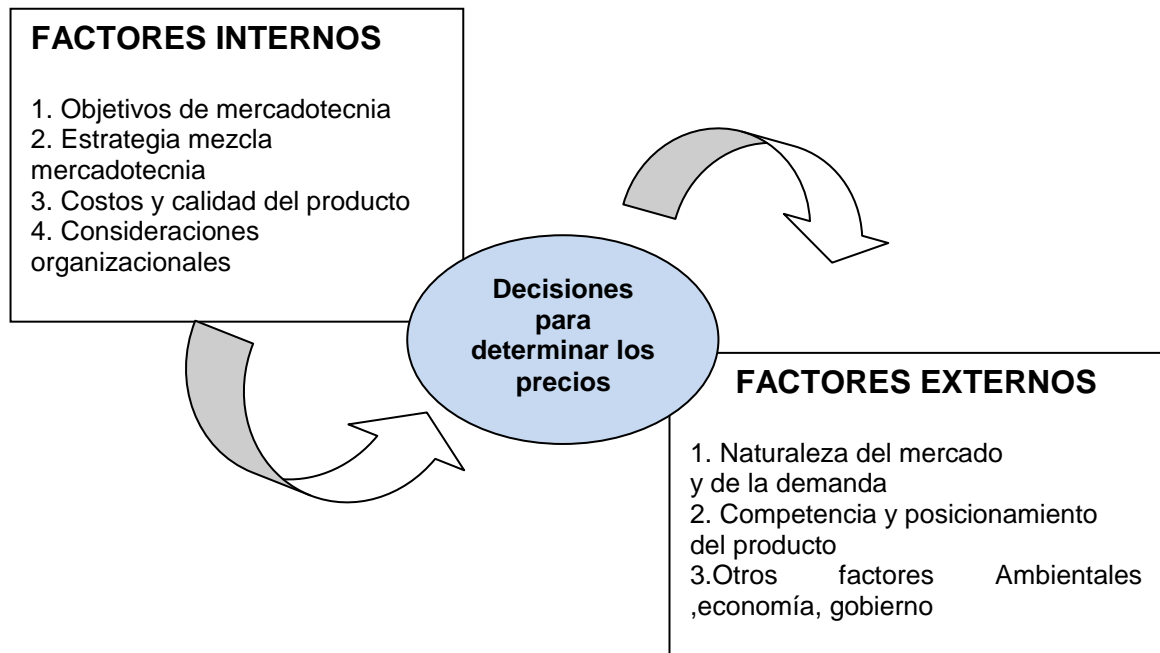 FACTORES INTERNOS
1. Objetivos de mercadotecnia
2. Estrategia mezcla
mercadotecnia
3. Costos y calidad del producto
4. Consideraciones
organizacionales
Decisiones
para
determinar los
precios
FACTORES EXTERNOS
1. Naturaleza del mercado
y de la demanda
2. Competencia y posicionamiento
del producto
3.Otros factores Ambientales
,economía, gobierno